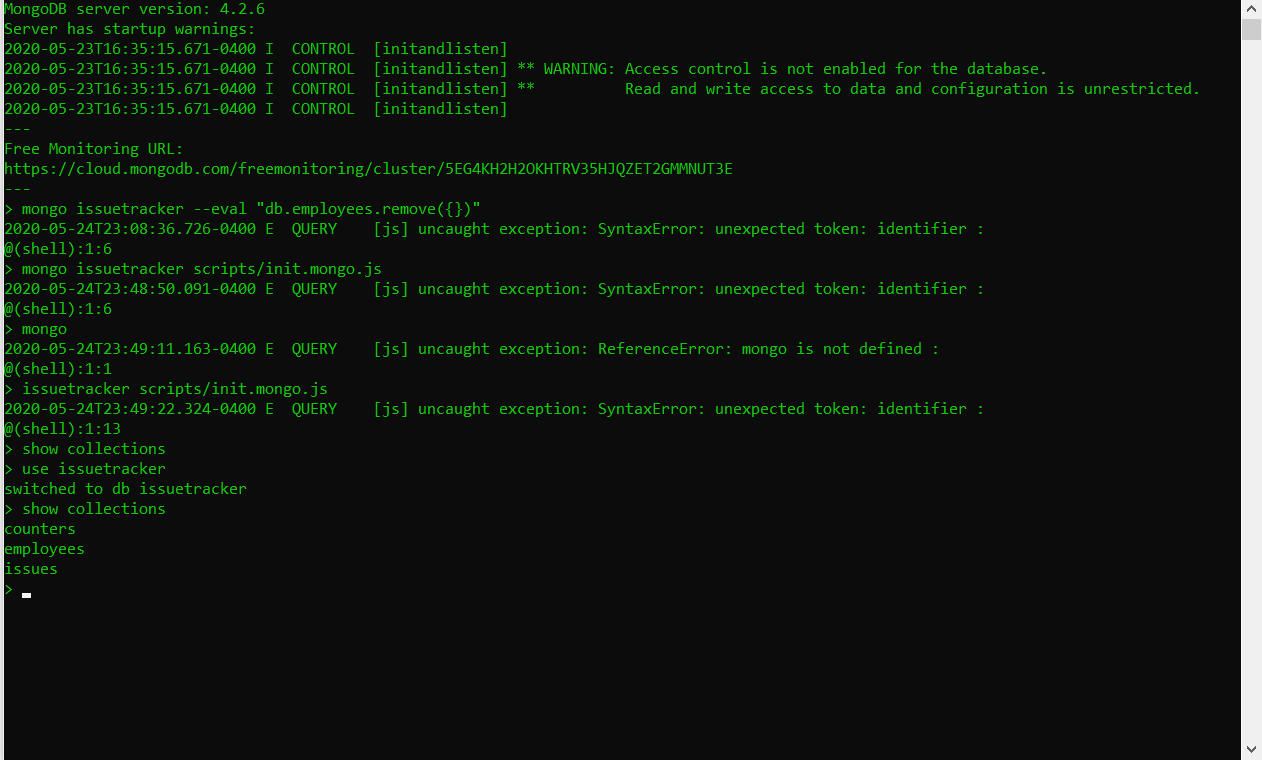 MongoDB server version: 4.2.6
Server has startup warnings:
2020-05-23T16:35:15.671-0400 I  CONTROL  [initandlisten]
2020-05-23T16:35:15.671-0400 I  CONTROL  [initandlisten] ** WARNING: Access control is not enabled for the database.
2020-05-23T16:35:15.671-0400 I  CONTROL  [initandlisten] **          Read and write access to data and configuration is unrestricted.
2020-05-23T16:35:15.671-0400 I  CONTROL  [initandlisten]
---
Free Monitoring URL:
https://cloud.mongodb.com/freemonitoring/cluster/5EG4KH2H2OKHTRV35HJQZET2GMMNUT3E
---
> mongo issuetracker --eval "db.employees.remove({})"
2020-05-24T23:08:36.726-0400 E  QUERY    [js] uncaught exception: SyntaxError: unexpected token: identifier :
@(shell):1:6
> mongo issuetracker scripts/init.mongo.js
2020-05-24T23:48:50.091-0400 E  QUERY    [js] uncaught exception: SyntaxError: unexpected token: identifier :
@(shell):1:6
> mongo
2020-05-24T23:49:11.163-0400 E  QUERY    [js] uncaught exception: ReferenceError: mongo is not defined :
@(shell):1:1
> issuetracker scripts/init.mongo.js
2020-05-24T23:49:22.324-0400 E  QUERY    [js] uncaught exception: SyntaxError: unexpected token: identifier :
@(shell):1:13
> show collections
> use issuetracker
switched to db issuetracker
> show collections
counters
employees
issues
>